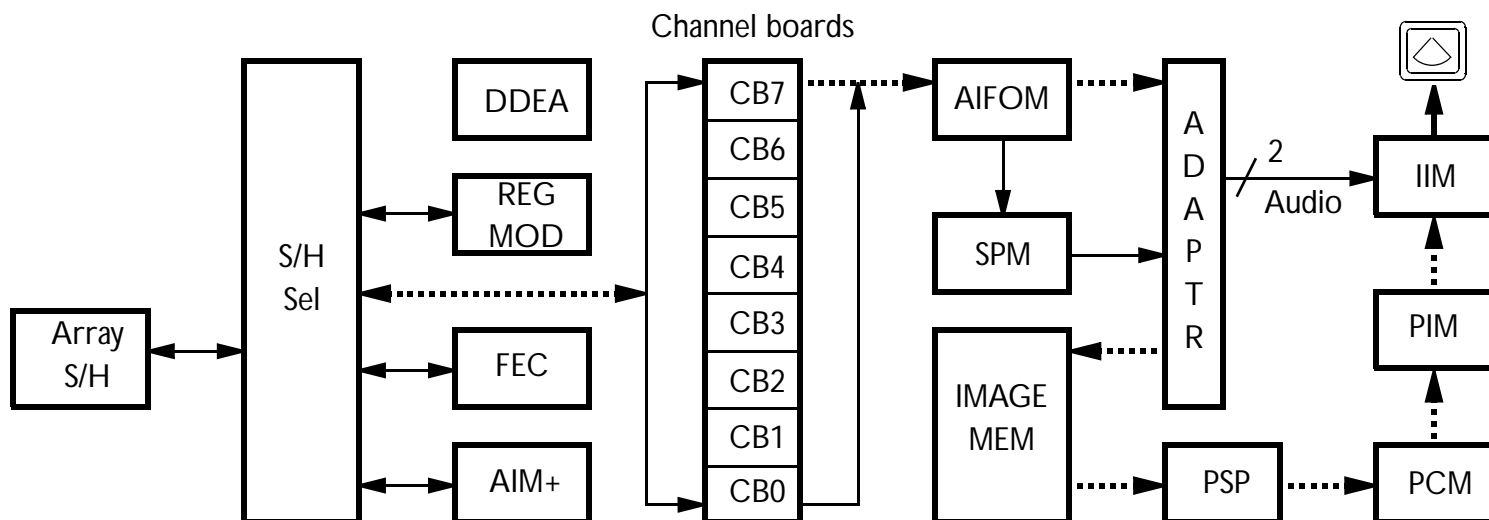 Channel boards
Array
S/H
S/H
Sel
DDEA
REG
MOD
FEC
AIM+
CB7
CB6
CB5
CB4
CB3
CB2
CB1
CB0
AIFOM
SPM
IMAGE
MEM
A
D
A
P
T
R
2
Audio
PSP
IIM
PIM
PCM